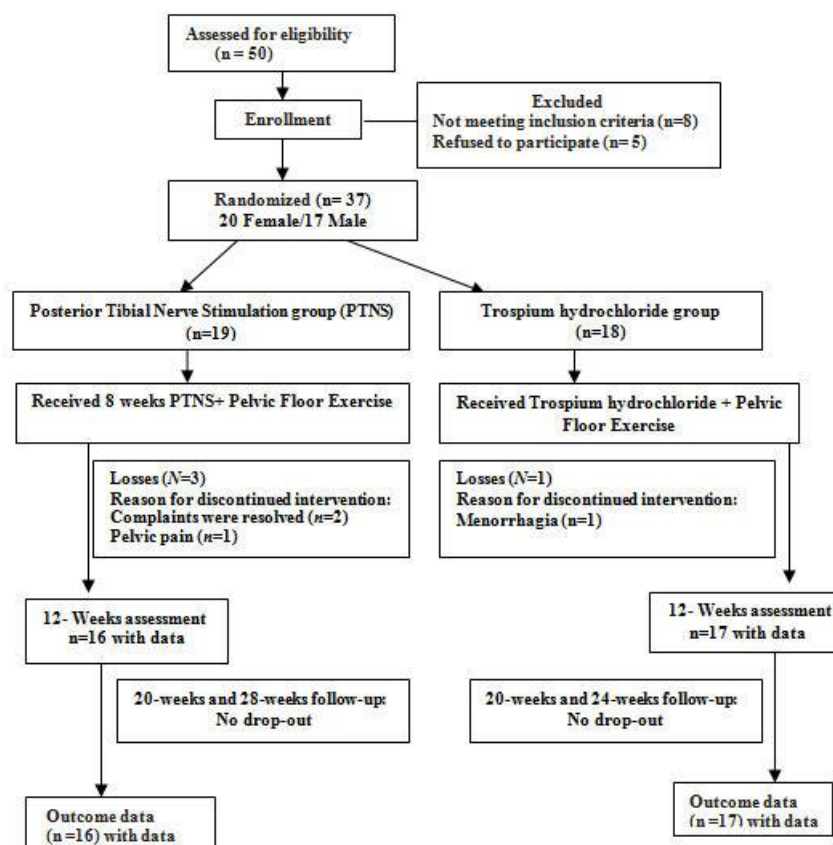 Assessed for eligibility
(n = 50)
Enrollment
Excluded
Not meeting inclusion criteria (n=8)
Refused to participate (n= 5)
Randomized (n= 37)
20 Female/17 Male
Posterior Tibial Nerve Stimulation group (PTNS)
(n=19)
Trospium hydrochloride group
(n=18)
Received 8 weeks PTNS+ Pelvic Floor Exercise
Received Trospium hydrochloride + Pelvic
Floor Exercise
Losses (N=3)
Reason for discontinued intervention:
Complaints were resolved (n=2)
Pelvic pain (n=1)
Losses (N=1)
Reason for discontinued intervention:
Menorrhagia (n=1)
12- Weeks assessment
n=16 with data
12- Weeks assessment
n=17 with data
20-weeks and 28-weeks follow-up:
No drop-out
20-weeks and 24-weeks follow-up:
No drop-out
Outcome data
(n =16) with data
Outcome data
(n =17) with data